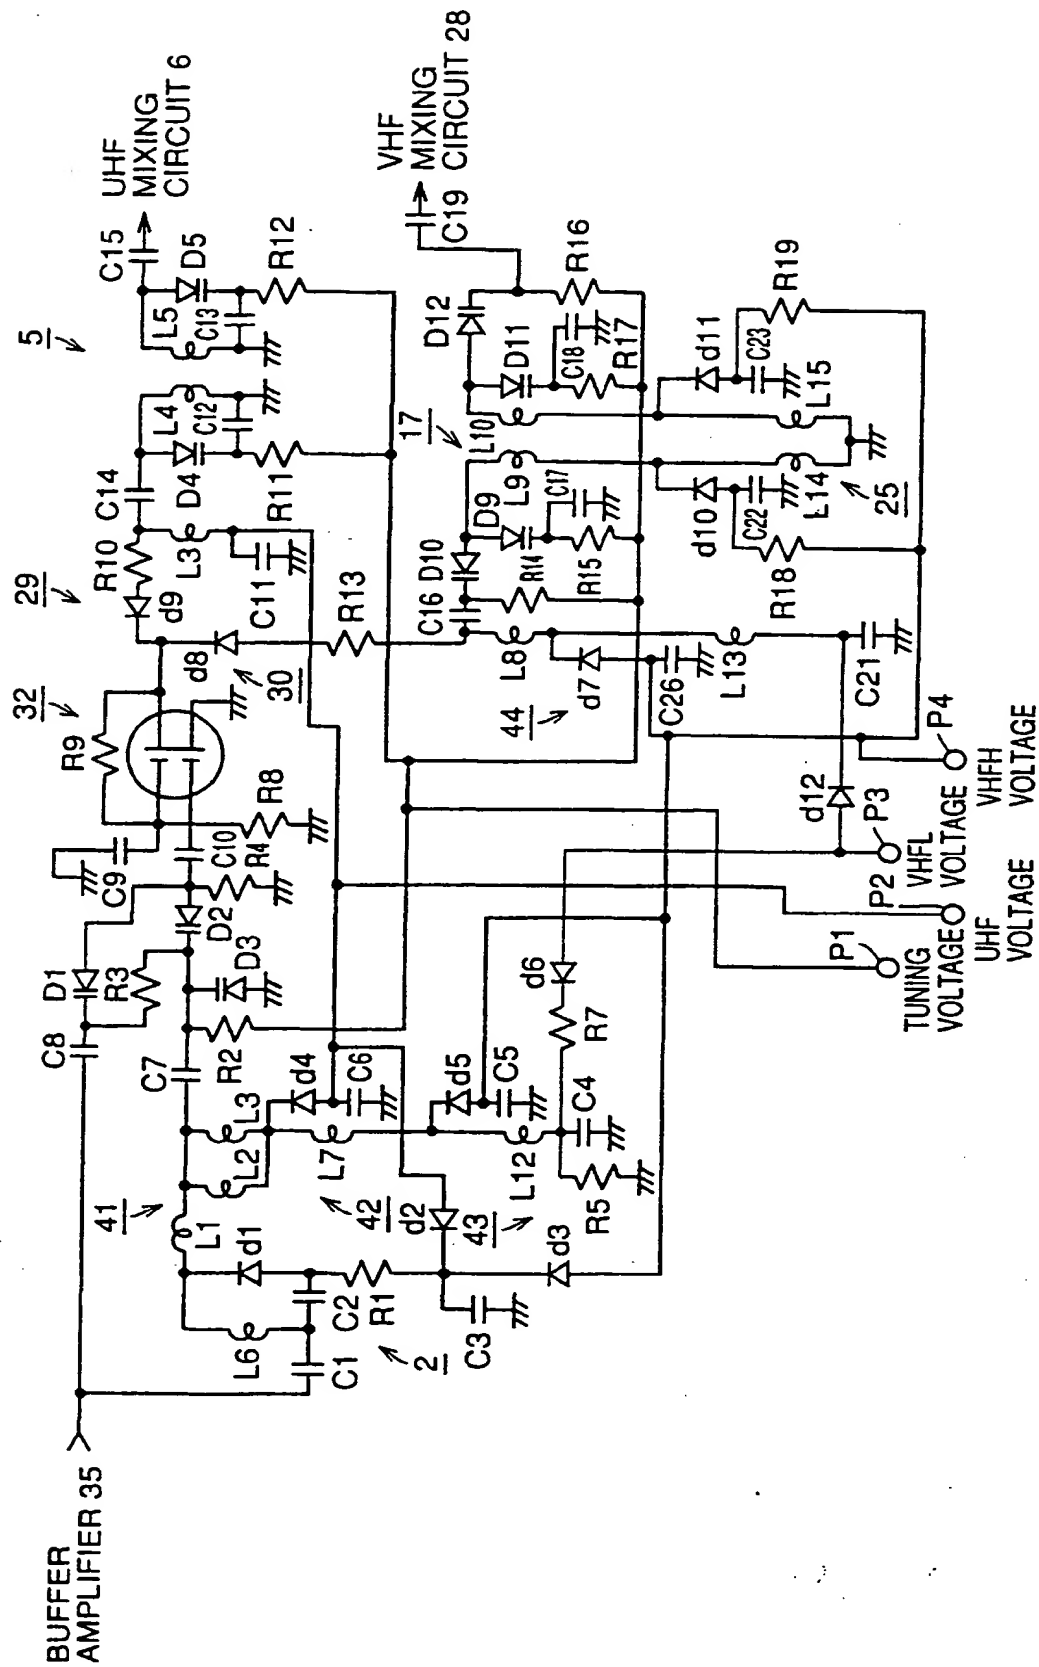 BUFFER
AMPLIFIER 35
UHF
MIXING
CIRCUIT 6
VHF
MIXING
CIRCUIT 28
5
29
32
30
17
25
44
41
42
43
2
C8
D1
R3
C9
R9
R8
C10
R4
D2
D3
C7
R2
L3
L2
L1
d1
L6
C1
C2
R1
C3
d2
d3
d4
C6
L7
d5
C5
L12
C4
R5
R7
d6
d8
d9
R10
L3
C11
R13
C14
D4
L4
C12
R11
L5
C13
D5
C15
R12
C16
D10
R14
D9
C17
R15
L9
L10
D11
C18
R17
D12
R16
C19
L8
d7
C26
L13
C21
d10
C22
R18
L14
L15
d11
C23
R19
d12
P1
TUNING
VOLTAGE
P2
UHF
VOLTAGE
P3
VHFL
VOLTAGE
P4
VHFH
VOLTAGE